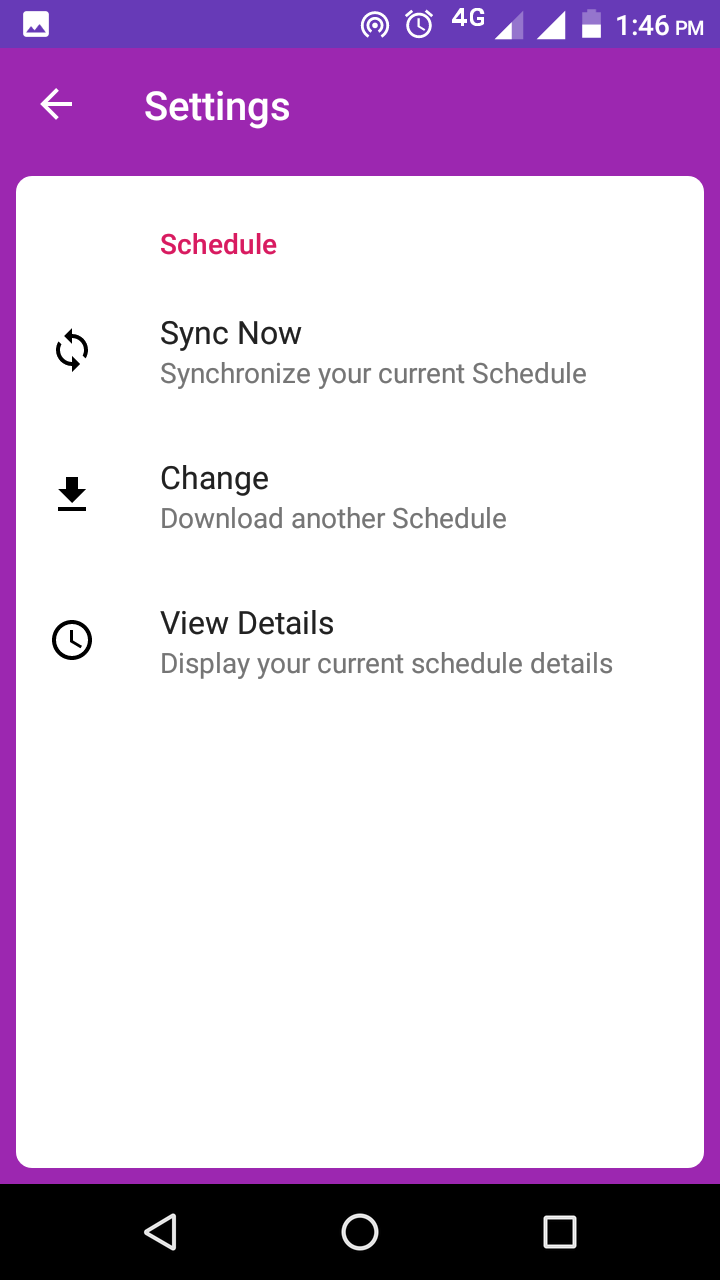 4G 1:46 PM
Settings
Schedule
Sync Now
Synchronize your current Schedule
Change
Download another Schedule
View Details
Display your current schedule details